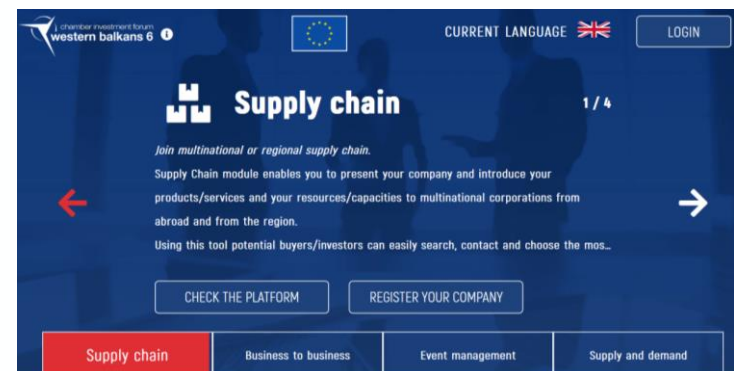 chamber investment forum
western balkans 6 i
CURRENT LANGUAGE
LOGIN
Supply chain
1 / 4
Join multinational or regional supply chain.
Supply Chain module enables you to present your company and introduce your
products/services and your resources/capacities to multinational corporations from
abroad and from the region.
Using this tool potential buyers/investors can easily search, contact and choose the mos...
CHECK THE PLATFORM
REGISTER YOUR COMPANY
Supply chain
Business to business
Event management
Supply and demand